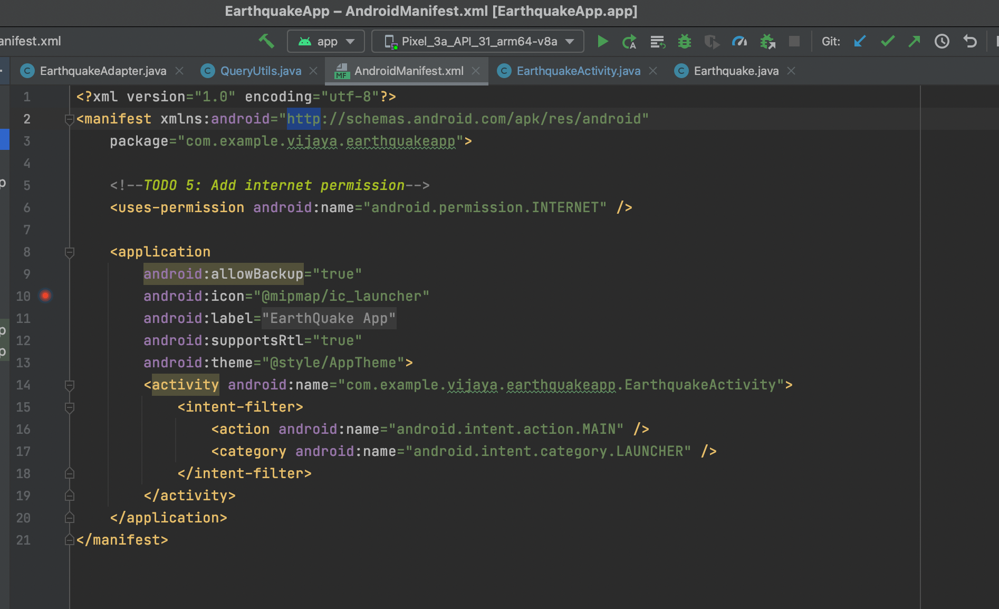 EarthquakeApp – AndroidManifest.xml [EarthquakeApp.app]
anifest.xml app Pixel_3a_API_31_arm64-v8a Git:
EarthquakeAdapter.java QueryUtils.java AndroidManifest.xml EarthquakeActivity.java Earthquake.java
1 <?xml version="1.0" encoding="utf-8"?>
2 <manifest xmlns:android="http://schemas.android.com/apk/res/android"
3 package="com.example.vijaya.earthquakeapp">
4
5 <!--TODO 5: Add internet permission-->
6 <uses-permission android:name="android.permission.INTERNET" />
7
8 <application
9 android:allowBackup="true"
10 android:icon="@mipmap/ic_launcher"
11 android:label="EarthQuake App"
12 android:supportsRtl="true"
13 android:theme="@style/AppTheme">
14 <activity android:name="com.example.vijaya.earthquakeapp.EarthquakeActivity">
15 <intent-filter>
16 <action android:name="android.intent.action.MAIN" />
17 <category android:name="android.intent.category.LAUNCHER" />
18 </intent-filter>
19 </activity>
20 </application>
21 </manifest>